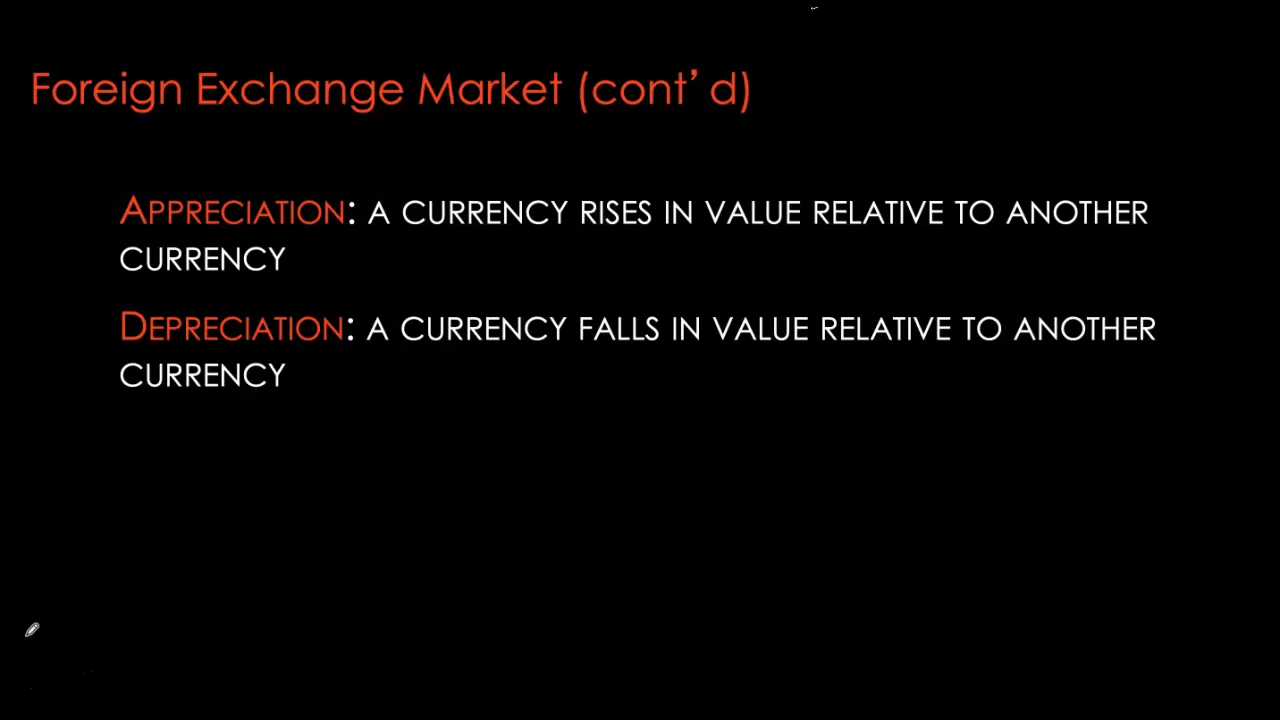 Foreign Exchange Market (cont’d)
APPRECIATION: A CURRENCY RISES IN VALUE RELATIVE TO ANOTHER
CURRENCY
DEPRECIATION: A CURRENCY FALLS IN VALUE RELATIVE TO ANOTHER
CURRENCY